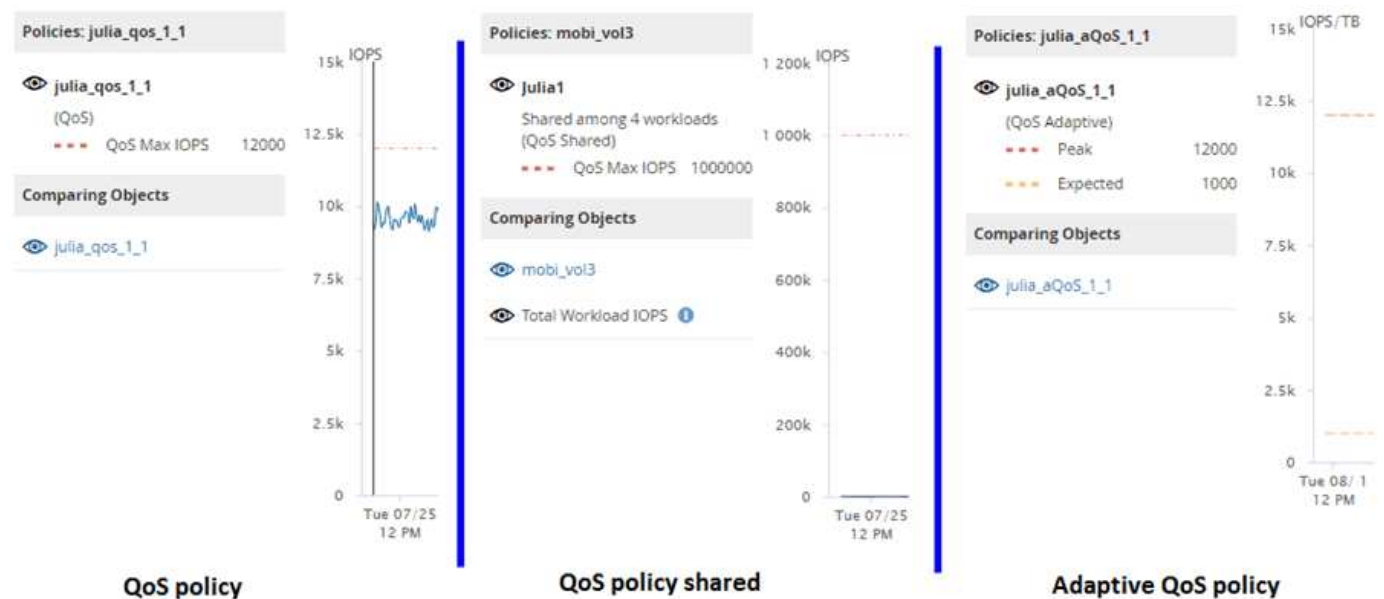 Policies: julia_qos_1_1
julia_qos_1_1
(QoS)
QoS Max IOPS 12000
Comparing Objects
julia_qos_1_1
IOPS
15k
12.5k
10k
7.5k
5k
2.5k
0
Tue 07/25
12 PM
QoS policy
Policies: mobi_vol3
Julia1
Shared among 4 workloads
(QoS Shared)
QoS Max IOPS 1000000
Comparing Objects
mobi_vol3
Total Workload IOPS i
IOPS
1 200k
1 000k
800k
600k
400k
200k
0
Tue 07/25
12 PM
QoS policy shared
Policies: julia_aQoS_1_1
julia_aQoS_1_1
(QoS Adaptive)
Peak 12000
Expected 1000
Comparing Objects
julia_aQoS_1_1
IOPS/TB
15k
12.5k
10k
7.5k
5k
2.5k
0
Tue 08/ 1
12 PM
Adaptive QoS policy